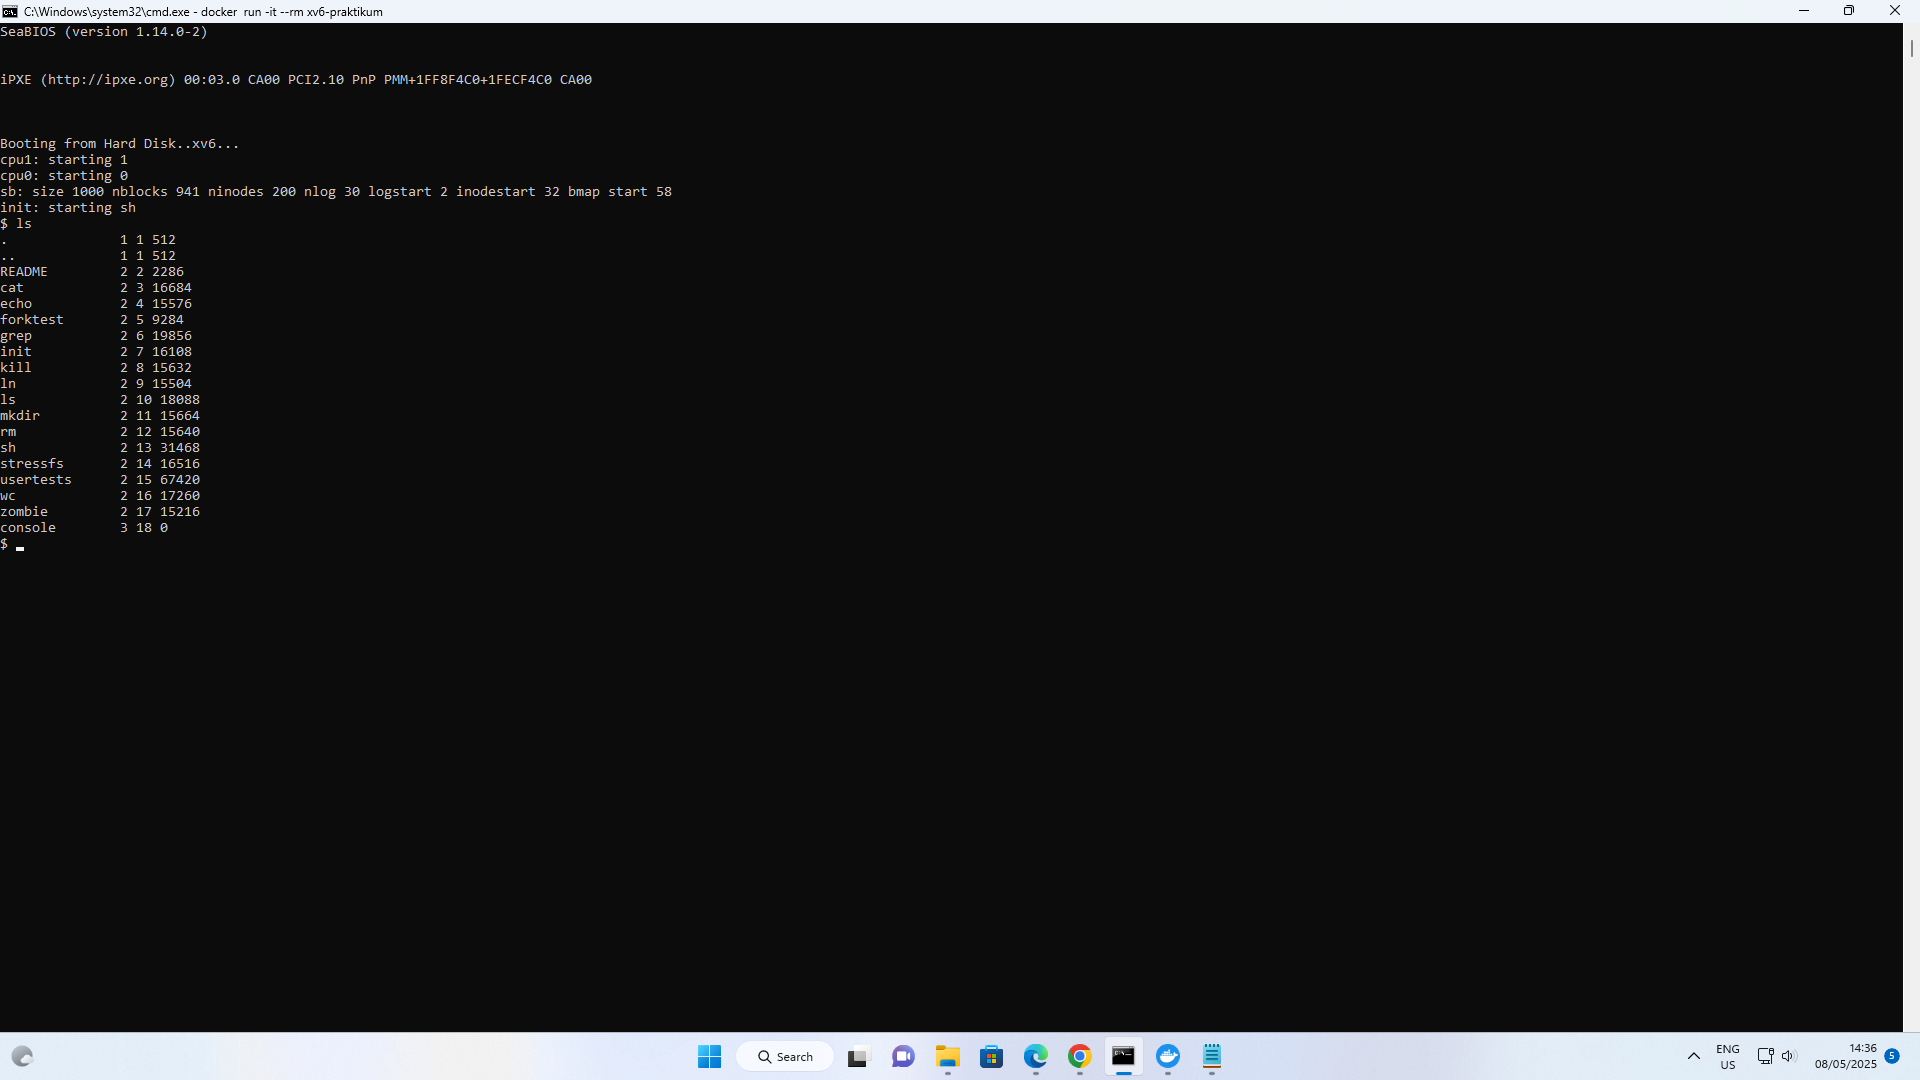 C:\Windows\system32\cmd.exe - docker  run -it --rm xv6-praktikum
SeaBIOS (version 1.14.0-2)
iPXE (http://ipxe.org) 00:03.0 CA00 PCI2.10 PnP PMM+1FF8F4C0+1FECF4C0 CA00
Booting from Hard Disk..xv6...
cpu1: starting 1
cpu0: starting 0
sb: size 1000 nblocks 941 ninodes 200 nlog 30 logstart 2 inodestart 32 bmap start 58
init: starting sh
$ ls
.              1 1 512
..             1 1 512
README         2 2 2286
cat            2 3 16684
echo           2 4 15576
forktest       2 5 9284
grep           2 6 19856
init           2 7 16108
kill           2 8 15632
ln             2 9 15504
ls             2 10 18088
mkdir          2 11 15664
rm             2 12 15640
sh             2 13 31468
stressfs       2 14 16516
usertests      2 15 67420
wc             2 16 17260
zombie         2 17 15216
console        3 18 0
$
Search
ENG
US
14:36
08/05/2025
5